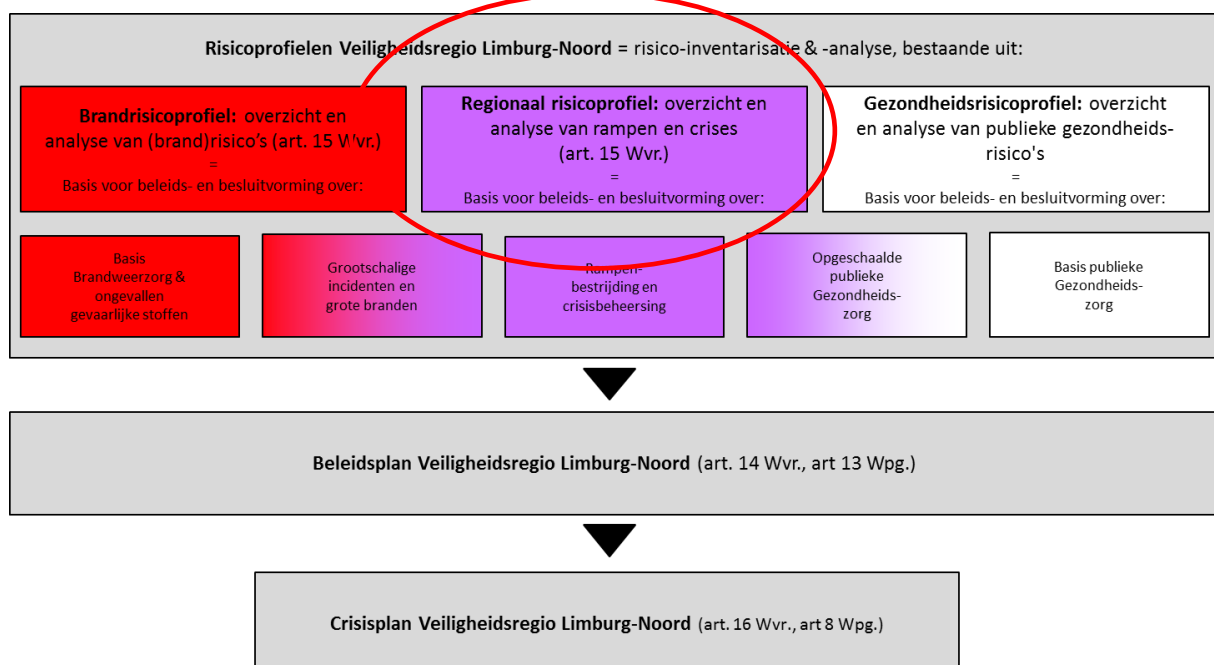 Risicoprofielen Veiligheidsregio Limburg-Noord = risico-inventarisatie & -analyse, bestaande uit:
Brandrisicoprofiel: overzicht en
analyse van (brand)risico's (art. 15 Wvr.)
=
Basis voor beleids- en besluitvorming over:
Regionaal risicoprofiel: overzicht en
analyse van rampen en crises
(art. 15 Wvr.)
=
Basis voor beleids- en besluitvorming over:
Gezondheidsrisicoprofiel: overzicht
en analyse van publieke gezondheids-
risico's
=
Basis voor beleids- en besluitvorming over:
Basis
Brandweerzorg &
ongevallen
gevaarlijke stoffen
Grootschalige
incidenten en
grote branden
Rampen-
bestrijding en
crisisbeheersing
Opgeschaalde
publieke
Gezondheids-
zorg
Basis publieke
Gezondheids-
zorg
Beleidsplan Veiligheidsregio Limburg-Noord (art. 14 Wvr., art 13 Wpg.)
Crisisplan Veiligheidsregio Limburg-Noord (art. 16 Wvr., art 8 Wpg.)